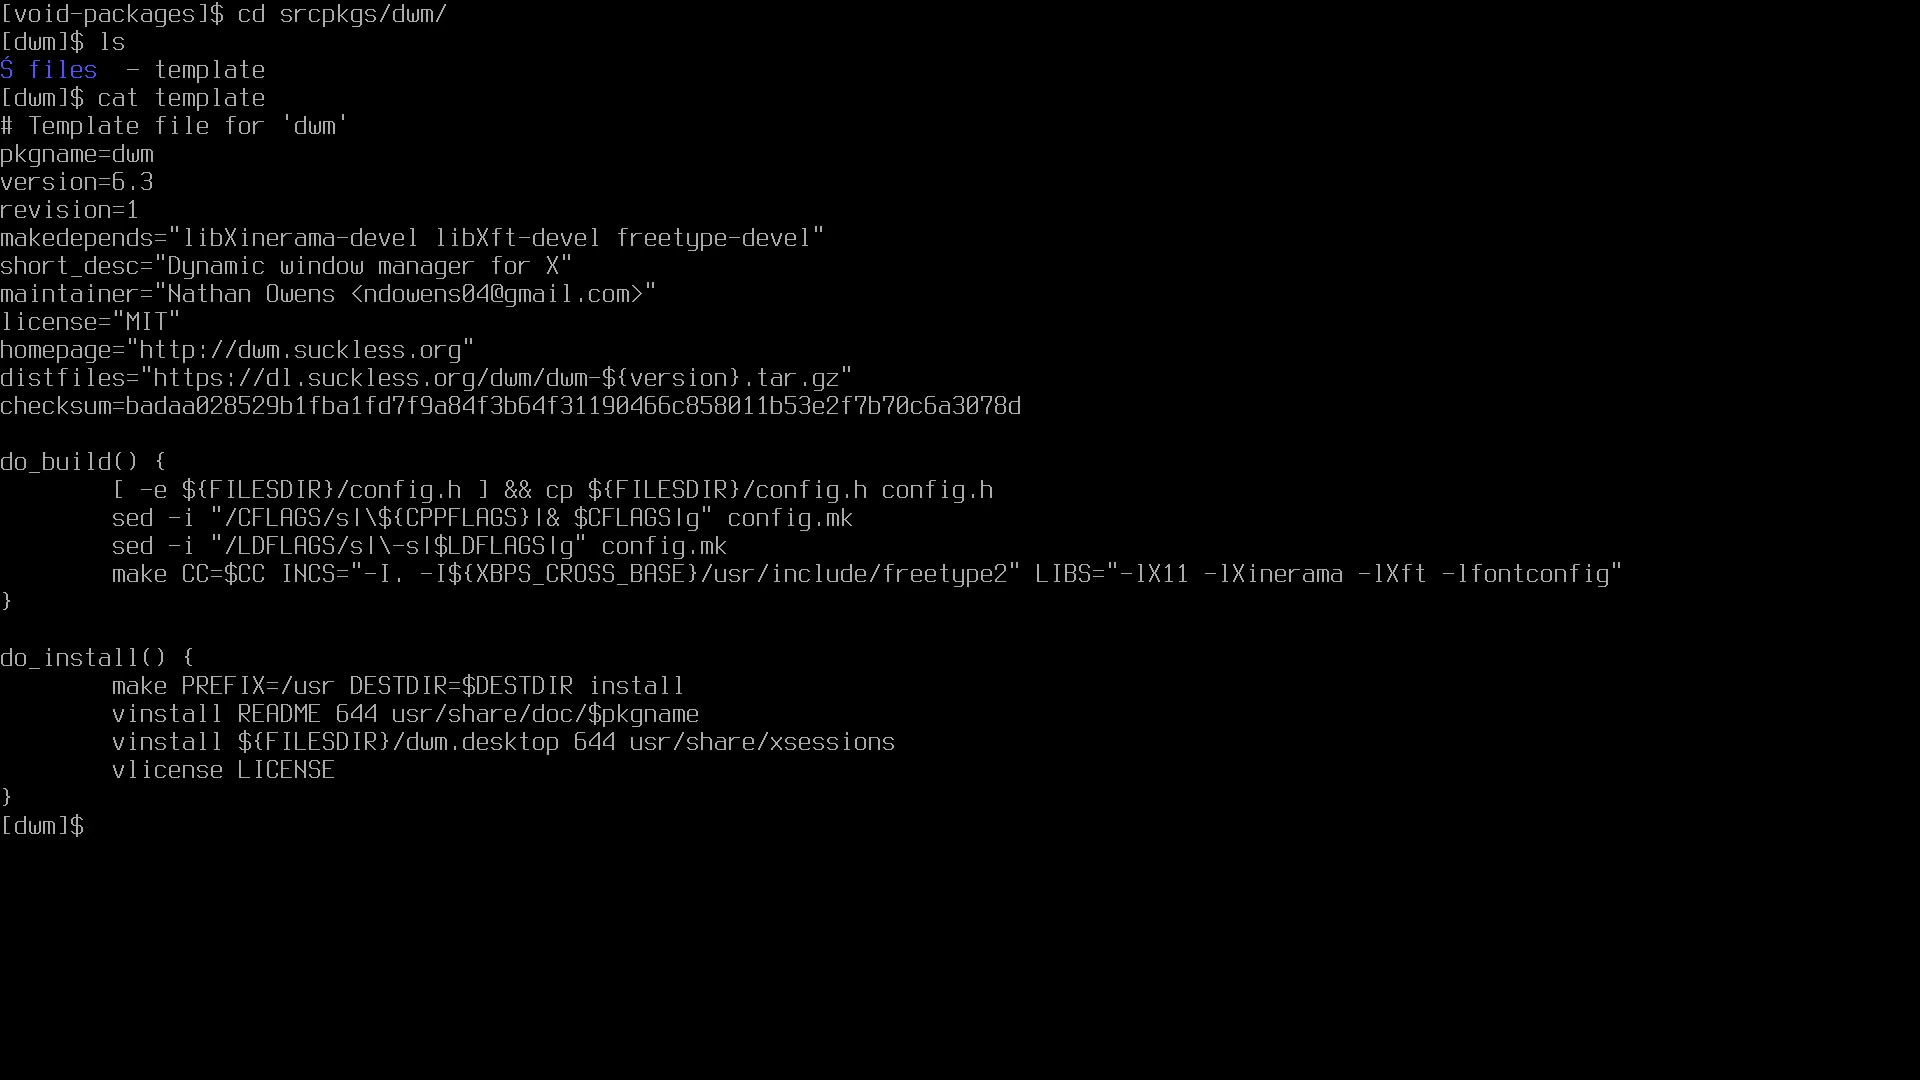 [void-packages]$ cd srcpkgs/dwm/
[dwm]$ ls
Ś files  - template
[dwm]$ cat template
# Template file for 'dwm'
pkgname=dwm
version=6.3
revision=1
makedepends="libXinerama-devel libXft-devel freetype-devel"
short_desc="Dynamic window manager for X"
maintainer="Nathan Owens <ndowens04@gmail.com>"
license="MIT"
homepage="http://dwm.suckless.org"
distfiles="https://dl.suckless.org/dwm/dwm-${version}.tar.gz"
checksum=badaa028529b1fba1fd7f9a84f3b64f31190466c858011b53e2f7b70c6a3078d

do_build() {
        [ -e ${FILESDIR}/config.h ] && cp ${FILESDIR}/config.h config.h
        sed -i "/CFLAGS/s|\${CPPFLAGS}|& $CFLAGS|g" config.mk
        sed -i "/LDFLAGS/s|\-s|$LDFLAGS|g" config.mk
        make CC=$CC INCS="-I. -I${XBPS_CROSS_BASE}/usr/include/freetype2" LIBS="-lX11 -lXinerama -lXft -lfontconfig"
}

do_install() {
        make PREFIX=/usr DESTDIR=$DESTDIR install
        vinstall README 644 usr/share/doc/$pkgname
        vinstall ${FILESDIR}/dwm.desktop 644 usr/share/xsessions
        vlicense LICENSE
}
[dwm]$